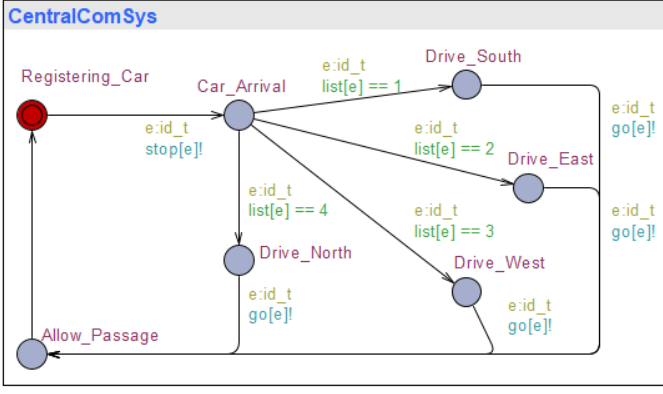 CentralComSys
Registering_Car
Car_Arrival
Drive_South
e:id_t
list[e] == 1
e:id_t
stop[e]!
e:id_t
go[e]!
e:id_t
list[e] == 2
Drive_East
e:id_t
list[e] == 4
e:id_t
list[e] == 3
e:id_t
go[e]!
Drive_North
Drive_West
e:id_t
go[e]!
e:id_t
go[e]!
Allow_Passage